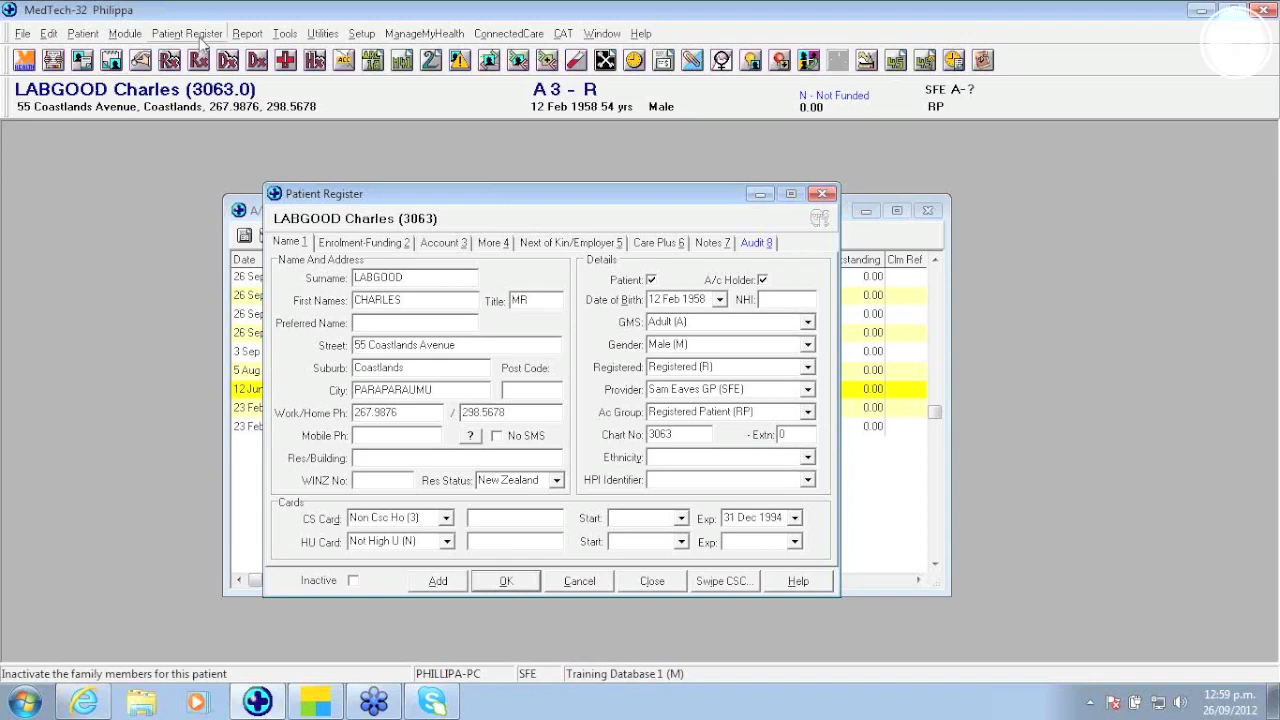 MedTech-32 Philippa
File Edit Patient Module Patient Register Report Tools Utilities Setup ManageMyHealth ConnectedCare CAT Window Help
LABGOOD Charles (3063.0) A 3 - R N - Not Funded SFE A-?
55 Coastlands Avenue, Coastlands, 267.9876, 298.5678 12 Feb 1958 54 yrs Male 0.00 RP
Patient Register
LABGOOD Charles (3063)
A/
Name 1 Enrolment-Funding 2 Account 3 More 4 Next of Kin/Employer 5 Care Plus 6 Notes 7 Audit 8
Date
26 Sep
26 Sep
26 Sep
26 Sep
3 Sep
5 Aug
12 Jun
23 Feb
23 Feb
Name And Address
Surname: LABGOOD
First Names: CHARLES Title: MR
Preferred Name:
Street: 55 Coastlands Avenue
Suburb: Coastlands Post Code:
City: PARAPARAUMU
Work/Home Ph: 267.9876 / 298.5678
Mobile Ph: ? No SMS
Res/Building:
WINZ No: Res Status: New Zealand
Details
Patient: A/c Holder:
Date of Birth: 12 Feb 1958 NHI:
GMS: Adult (A)
Gender: Male (M)
Registered: Registered (R)
Provider: Sam Eaves GP (SFE)
Ac Group: Registered Patient (RP)
Chart No: 3063 - Extn: 0
Ethnicity:
HPI Identifier:
standing Clm Ref
0.00
0.00
0.00
0.00
0.00
0.00
0.00
0.00
0.00
Cards
CS Card: Non Csc Ho (3) Start: Exp: 31 Dec 1994
HU Card: Not High U (N) Start: Exp:
Inactive Add OK Cancel Close Swipe CSC... Help
Inactivate the family members for this patient PHILLIPA-PC SFE Training Database 1 (M)
12:59 p.m.
26/09/2012